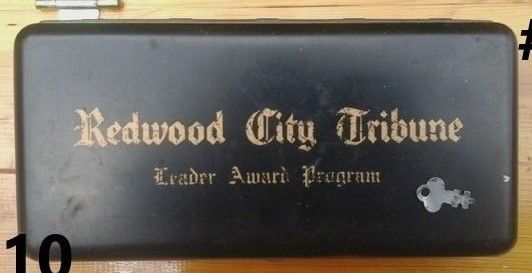 #
Redwood City Tribune
Leader Award Program
10